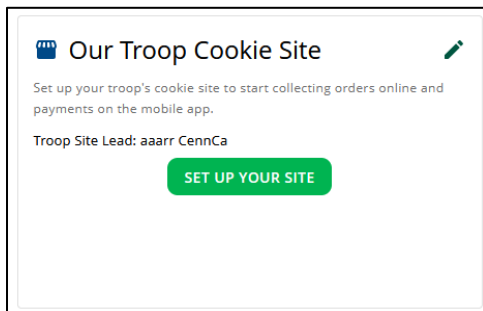 Our Troop Cookie Site
Set up your troop's cookie site to start collecting orders online and
payments on the mobile app.
Troop Site Lead: aaarr CennCa
SET UP YOUR SITE